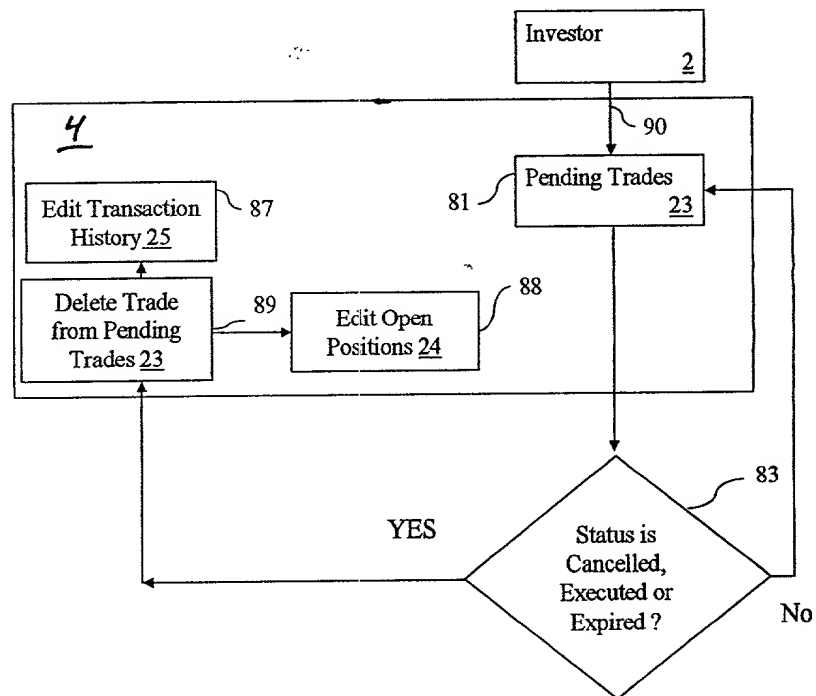 Investor
2
90
4
Pending Trades
23
81
Edit Transaction
History 25
87
Delete Trade
from Pending
Trades 23
89
Edit Open
Positions 24
88
83
Status is
Cancelled,
Executed or
Expired ?
YES
No